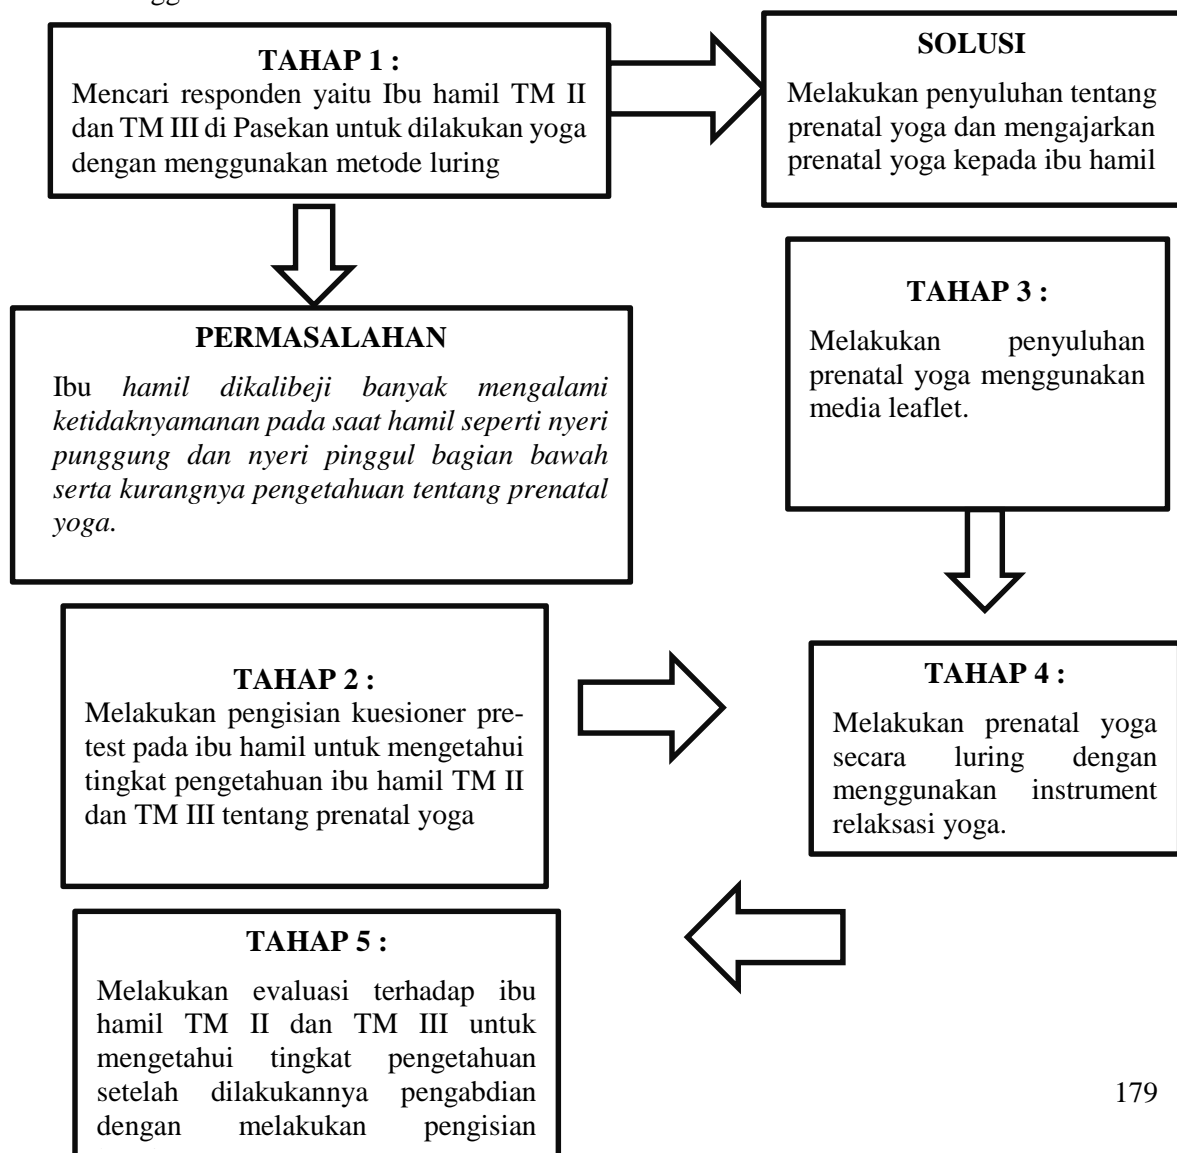 TAHAP 1 :
Mencari responden yaitu Ibu hamil TM II
dan TM III di Pasekan untuk dilakukan yoga
dengan menggunakan metode luring
SOLUSI
Melakukan penyuluhan tentang
prenatal yoga dan mengajarkan
prenatal yoga kepada ibu hamil
PERMASALAHAN
Ibu hamil dikalibeji banyak mengalami
ketidaknyamanan pada saat hamil seperti nyeri
punggung dan nyeri pinggul bagian bawah
serta kurangnya pengetahuan tentang prenatal
yoga.
TAHAP 3 :
Melakukan penyuluhan
prenatal yoga menggunakan
media leaflet.
TAHAP 2 :
Melakukan pengisian kuesioner pre-
test pada ibu hamil untuk mengetahui
tingkat pengetahuan ibu hamil TM II
dan TM III tentang prenatal yoga
TAHAP 4 :
Melakukan prenatal yoga
secara luring dengan
menggunakan instrument
relaksasi yoga.
TAHAP 5 :
Melakukan evaluasi terhadap ibu
hamil TM II dan TM III untuk
mengetahui tingkat pengetahuan
setelah dilakukannya pengabdian
dengan melakukan pengisian
179